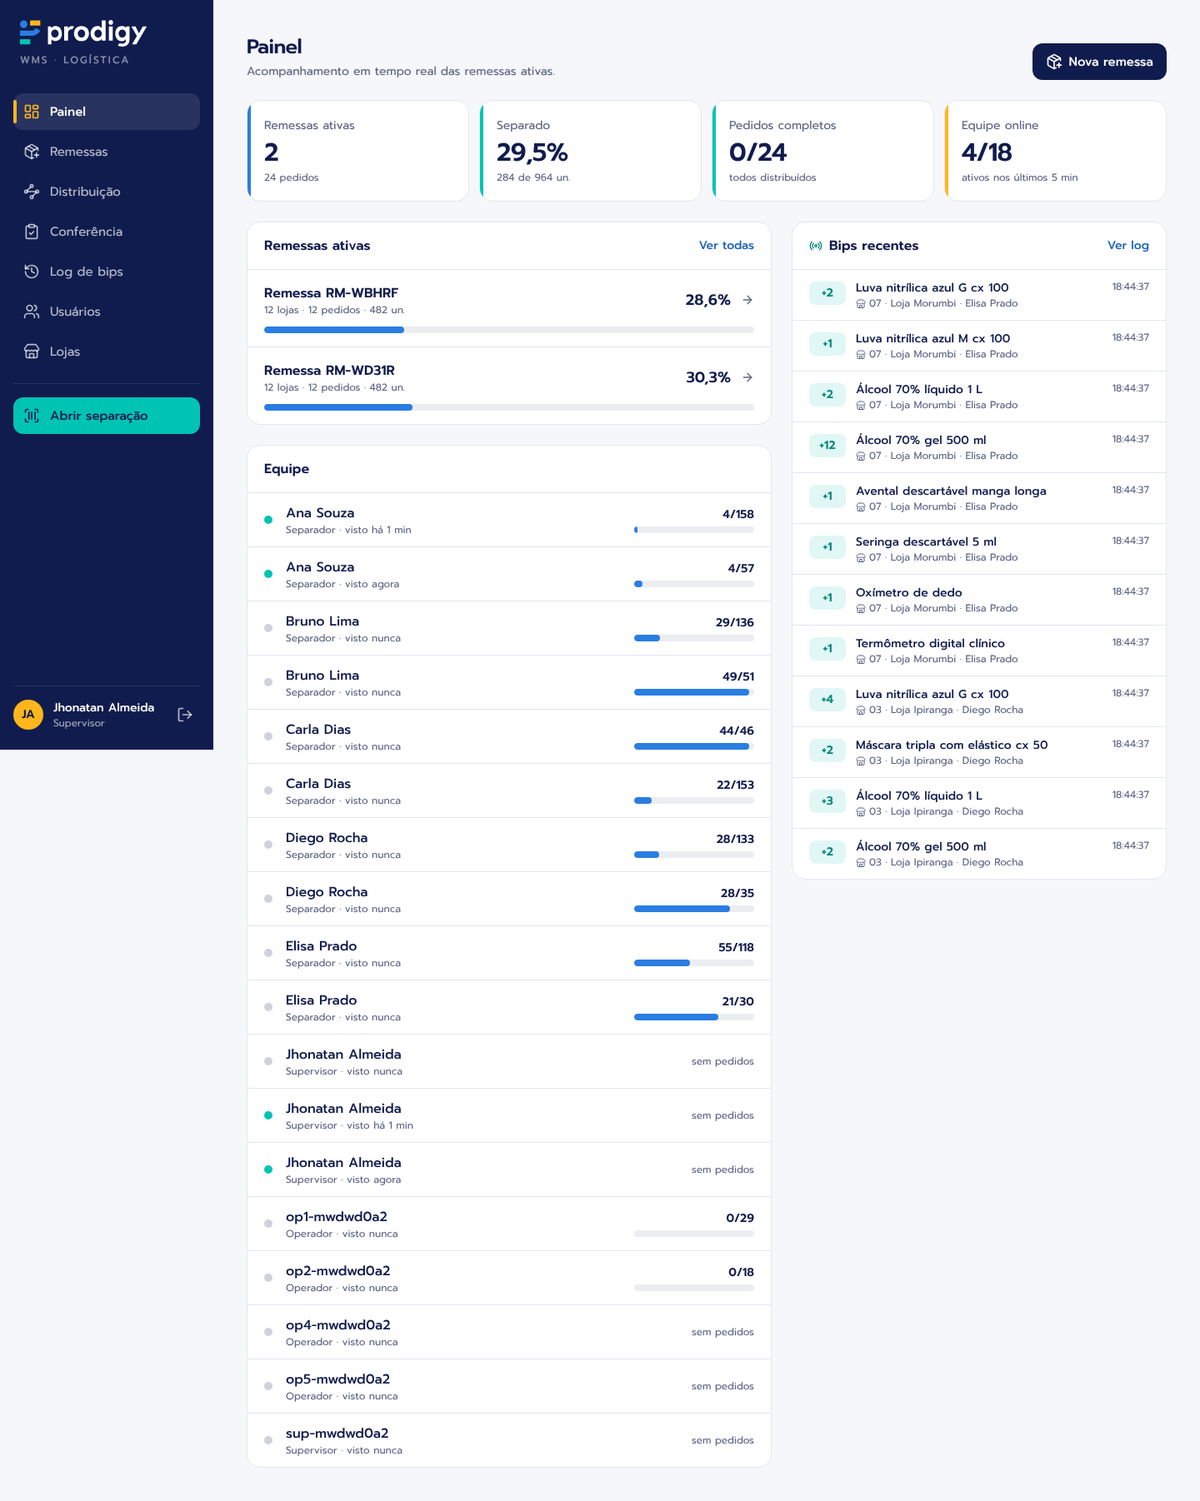 prodigy
WMS · LOGÍSTICA
Painel
Remessas
Distribuição
Conferência
Log de bips
Usuários
Lojas
Abrir separação
JA
Jhonatan Almeida
Supervisor
Painel
Acompanhamento em tempo real das remessas ativas.
Nova remessa
Remessas ativas
2
24 pedidos
Separado
29,5%
284 de 964 un.
Pedidos completos
0/24
todos distribuídos
Equipe online
4/18
ativos nos últimos 5 min
Remessas ativas
Ver todas
Remessa RM-WBHRF
12 lojas · 12 pedidos · 482 un.
28,6%
Remessa RM-WD31R
12 lojas · 12 pedidos · 482 un.
30,3%
Equipe
Ana Souza
Separador · visto há 1 min
4/158
Ana Souza
Separador · visto agora
4/57
Bruno Lima
Separador · visto nunca
29/136
Bruno Lima
Separador · visto nunca
49/51
Carla Dias
Separador · visto nunca
44/46
Carla Dias
Separador · visto nunca
22/153
Diego Rocha
Separador · visto nunca
28/133
Diego Rocha
Separador · visto nunca
28/35
Elisa Prado
Separador · visto nunca
55/118
Elisa Prado
Separador · visto nunca
21/30
Jhonatan Almeida
Supervisor · visto nunca
sem pedidos
Jhonatan Almeida
Supervisor · visto há 1 min
sem pedidos
Jhonatan Almeida
Supervisor · visto agora
sem pedidos
op1-mwdwd0a2
Operador · visto nunca
0/29
op2-mwdwd0a2
Operador · visto nunca
0/18
op4-mwdwd0a2
Operador · visto nunca
sem pedidos
op5-mwdwd0a2
Operador · visto nunca
sem pedidos
sup-mwdwd0a2
Supervisor · visto nunca
sem pedidos
Bips recentes
Ver log
+2
Luva nitrílica azul G cx 100
07 · Loja Morumbi · Elisa Prado
18:44:37
+1
Luva nitrílica azul M cx 100
07 · Loja Morumbi · Elisa Prado
18:44:37
+2
Álcool 70% líquido 1 L
07 · Loja Morumbi · Elisa Prado
18:44:37
+12
Álcool 70% gel 500 ml
07 · Loja Morumbi · Elisa Prado
18:44:37
+1
Avental descartável manga longa
07 · Loja Morumbi · Elisa Prado
18:44:37
+1
Seringa descartável 5 ml
07 · Loja Morumbi · Elisa Prado
18:44:37
+1
Oxímetro de dedo
07 · Loja Morumbi · Elisa Prado
18:44:37
+1
Termômetro digital clínico
07 · Loja Morumbi · Elisa Prado
18:44:37
+4
Luva nitrílica azul G cx 100
03 · Loja Ipiranga · Diego Rocha
18:44:37
+2
Máscara tripla com elástico cx 50
03 · Loja Ipiranga · Diego Rocha
18:44:37
+3
Álcool 70% líquido 1 L
03 · Loja Ipiranga · Diego Rocha
18:44:37
+2
Álcool 70% gel 500 ml
03 · Loja Ipiranga · Diego Rocha
18:44:37